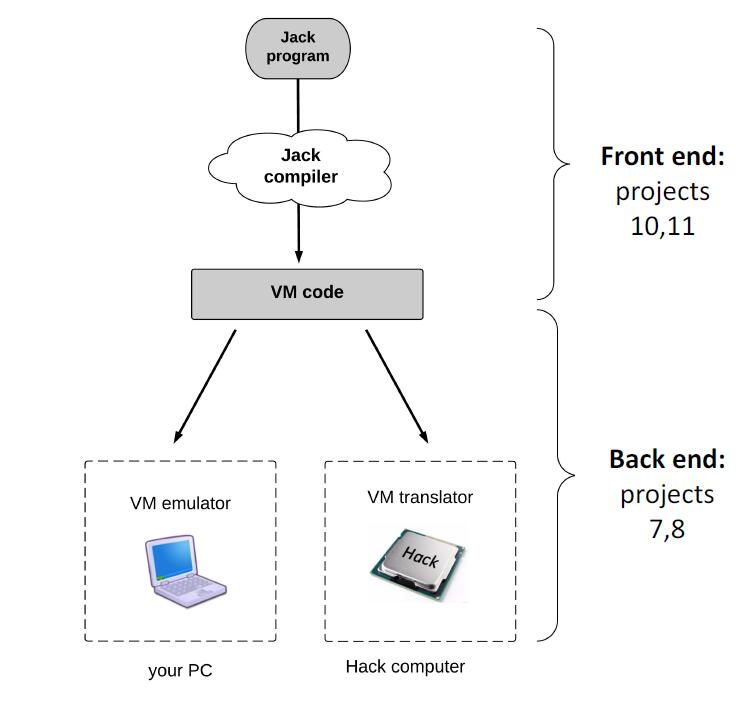 Jack
program
Jack
compiler
Front end:
projects
10,11
VM code
Back end:
projects
7,8
VM emulator
VM translator
Hack
your PC
Hack computer